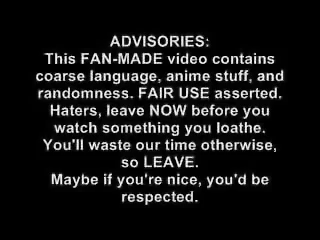 ADVISORIES:
This FAN-MADE video contains
coarse language, anime stuff, and
randomness. FAIR USE asserted.
Haters, leave NOW before you
watch something you loathe.
You'll waste our time otherwise,
so LEAVE.
Maybe if you're nice, you'd be
respected.